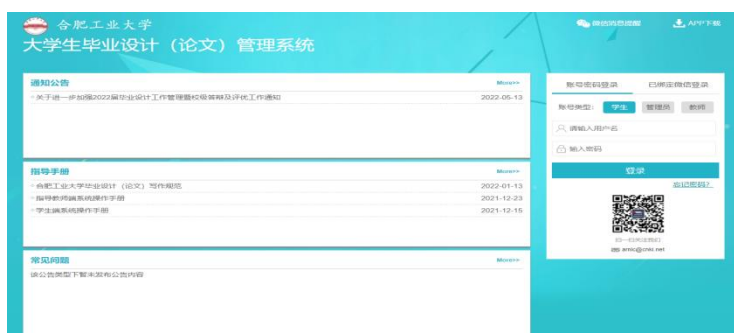 合肥工业大学
大学生毕业设计（论文）管理系统
微信消息提醒
APP下载
通知公告
More>>
关于进一步加强2022届毕业设计工作管理暨校级答辩及评优工作通知
2022-05-13
指导手册
More>>
合肥工业大学毕业设计（论文）写作规范
2022-01-13
指导教师端系统操作手册
2021-12-23
学生端系统操作手册
2021-12-15
常见问题
More>>
该公告类型下暂未发布公告内容
账号密码登录
已绑定微信登录
账号类型：
学生
管理员
教师
请输入用户名
输入密码
登录
忘记密码？
扫一扫关注我们
amlc@cnki.net